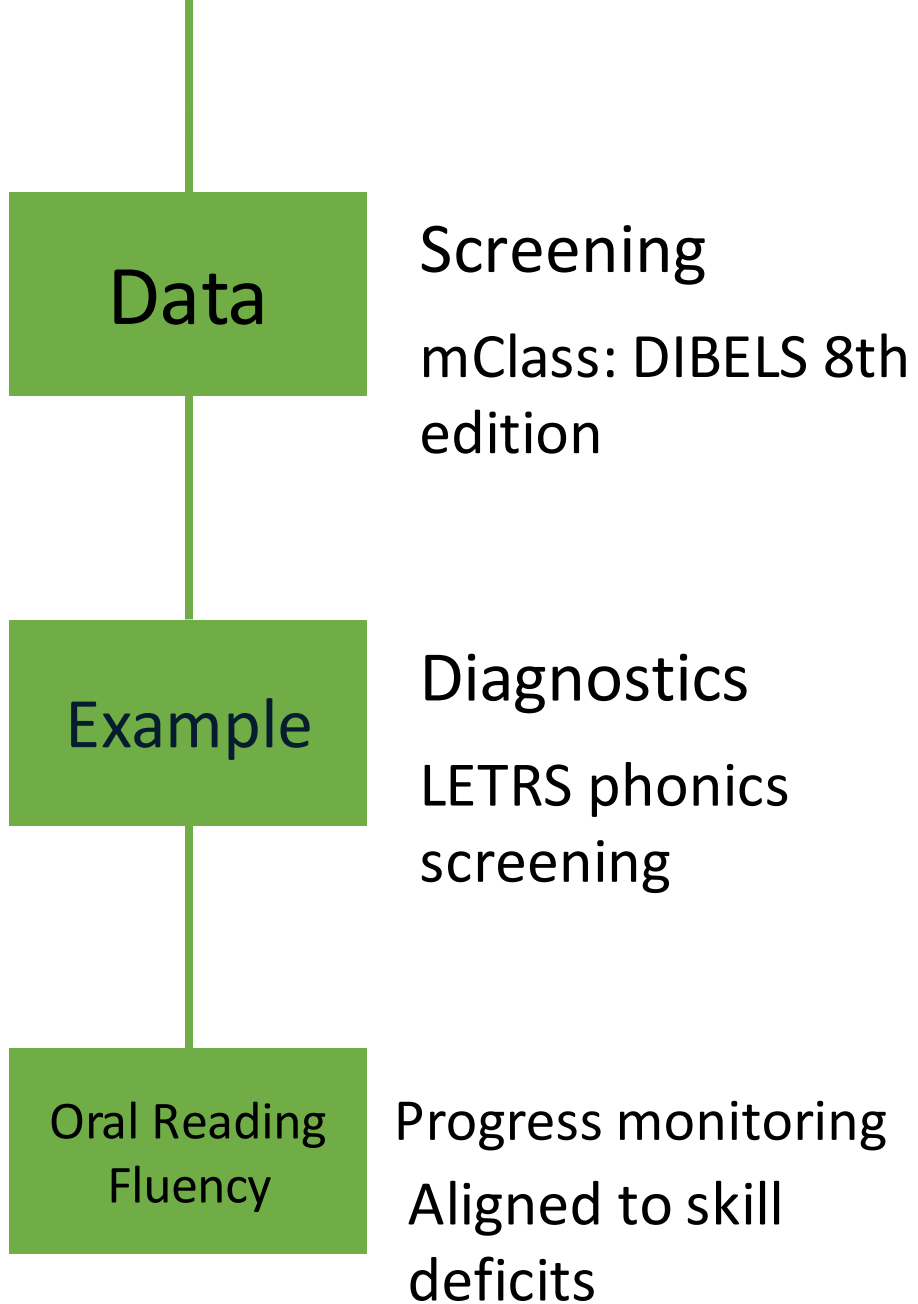 Data
Screening
mClass: DIBELS 8th
edition
Example
Diagnostics
LETRS phonics
screening
Oral Reading
Fluency
Progress monitoring
Aligned to skill
deficits